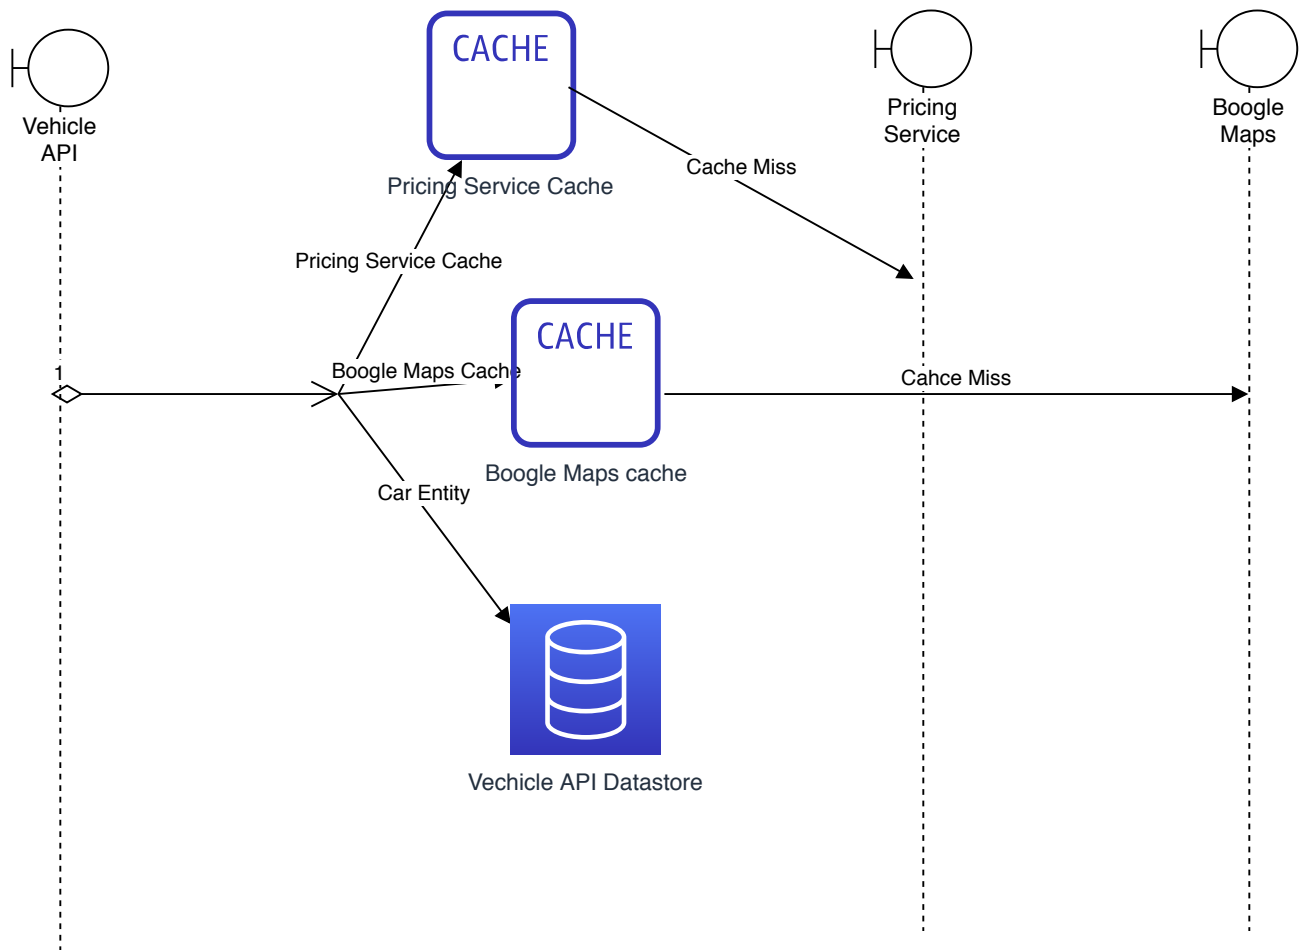 CACHE
Vehicle
API
Pricing
Service
Boogle
Maps
Cache Miss
Pricing Service Cache
Pricing Service Cache
CACHE
1
Boogle Maps Cache
Cahce Miss
Boogle Maps cache
Car Entity
Vechicle API Datastore